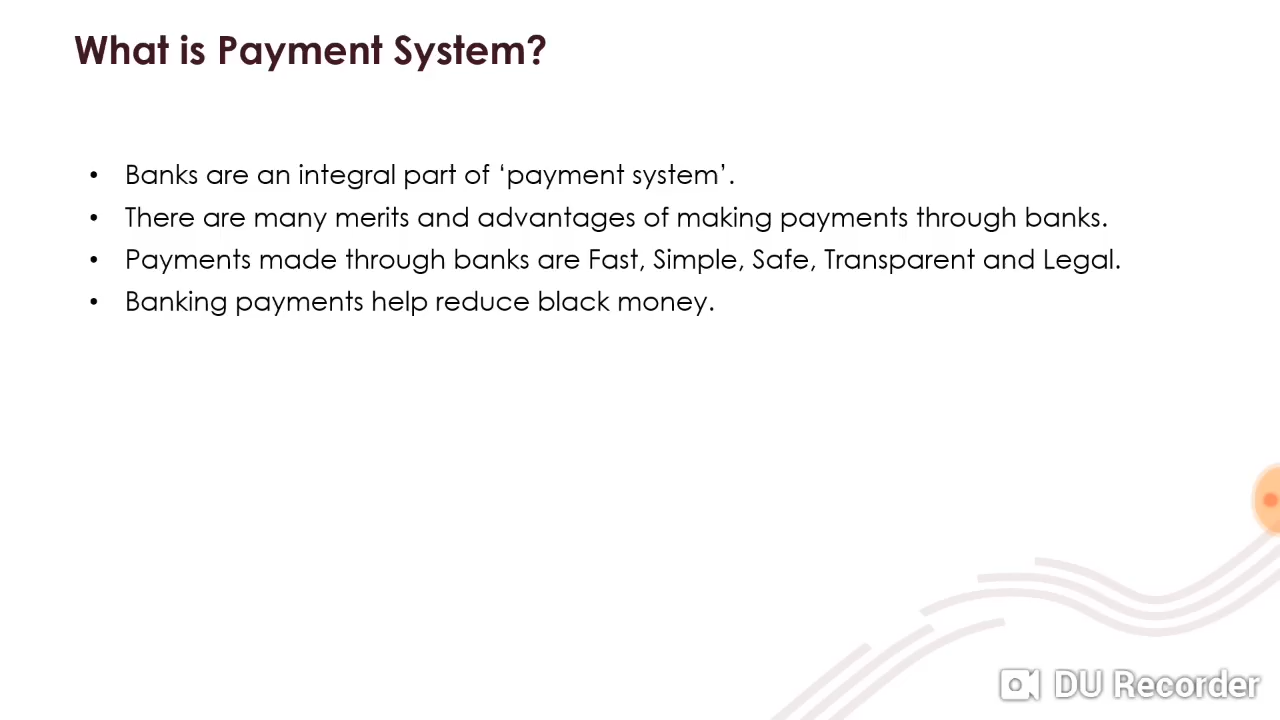 What is Payment System?
• Banks are an integral part of ‘payment system’.
• There are many merits and advantages of making payments through banks.
• Payments made through banks are Fast, Simple, Safe, Transparent and Legal.
• Banking payments help reduce black money.
DU Recorder